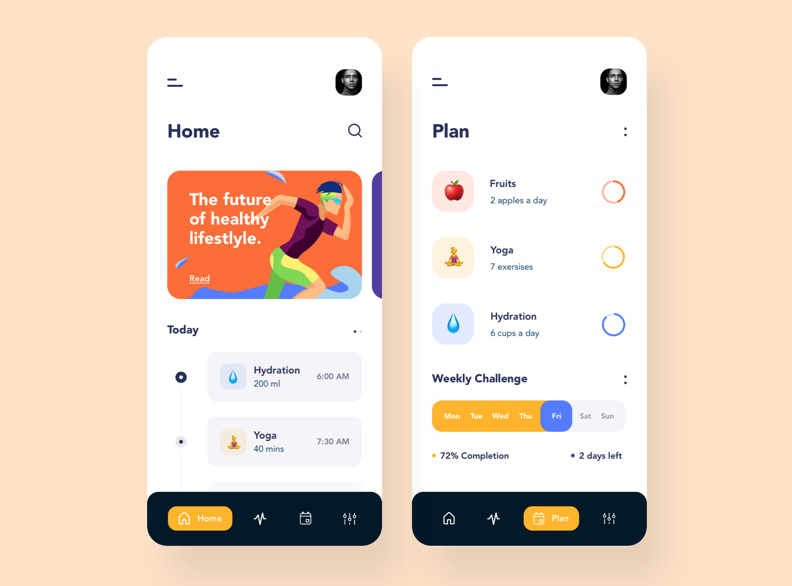 Home
The future
of healthy
lifestlyle.
Read
Today
Hydration
200 ml
6:00 AM
Yoga
40 mins
7:30 AM
Home
Plan
Fruits
2 apples a day
Yoga
7 exersises
Hydration
6 cups a day
Weekly Challenge
Mon Tue Wed Thu Fri Sat Sun
72% Completion
2 days left
Plan